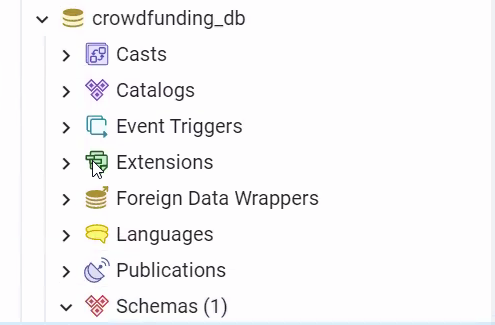 crowdfunding_db
Casts
Catalogs
Event Triggers
Extensions
Foreign Data Wrappers
Languages
Publications
Schemas (1)